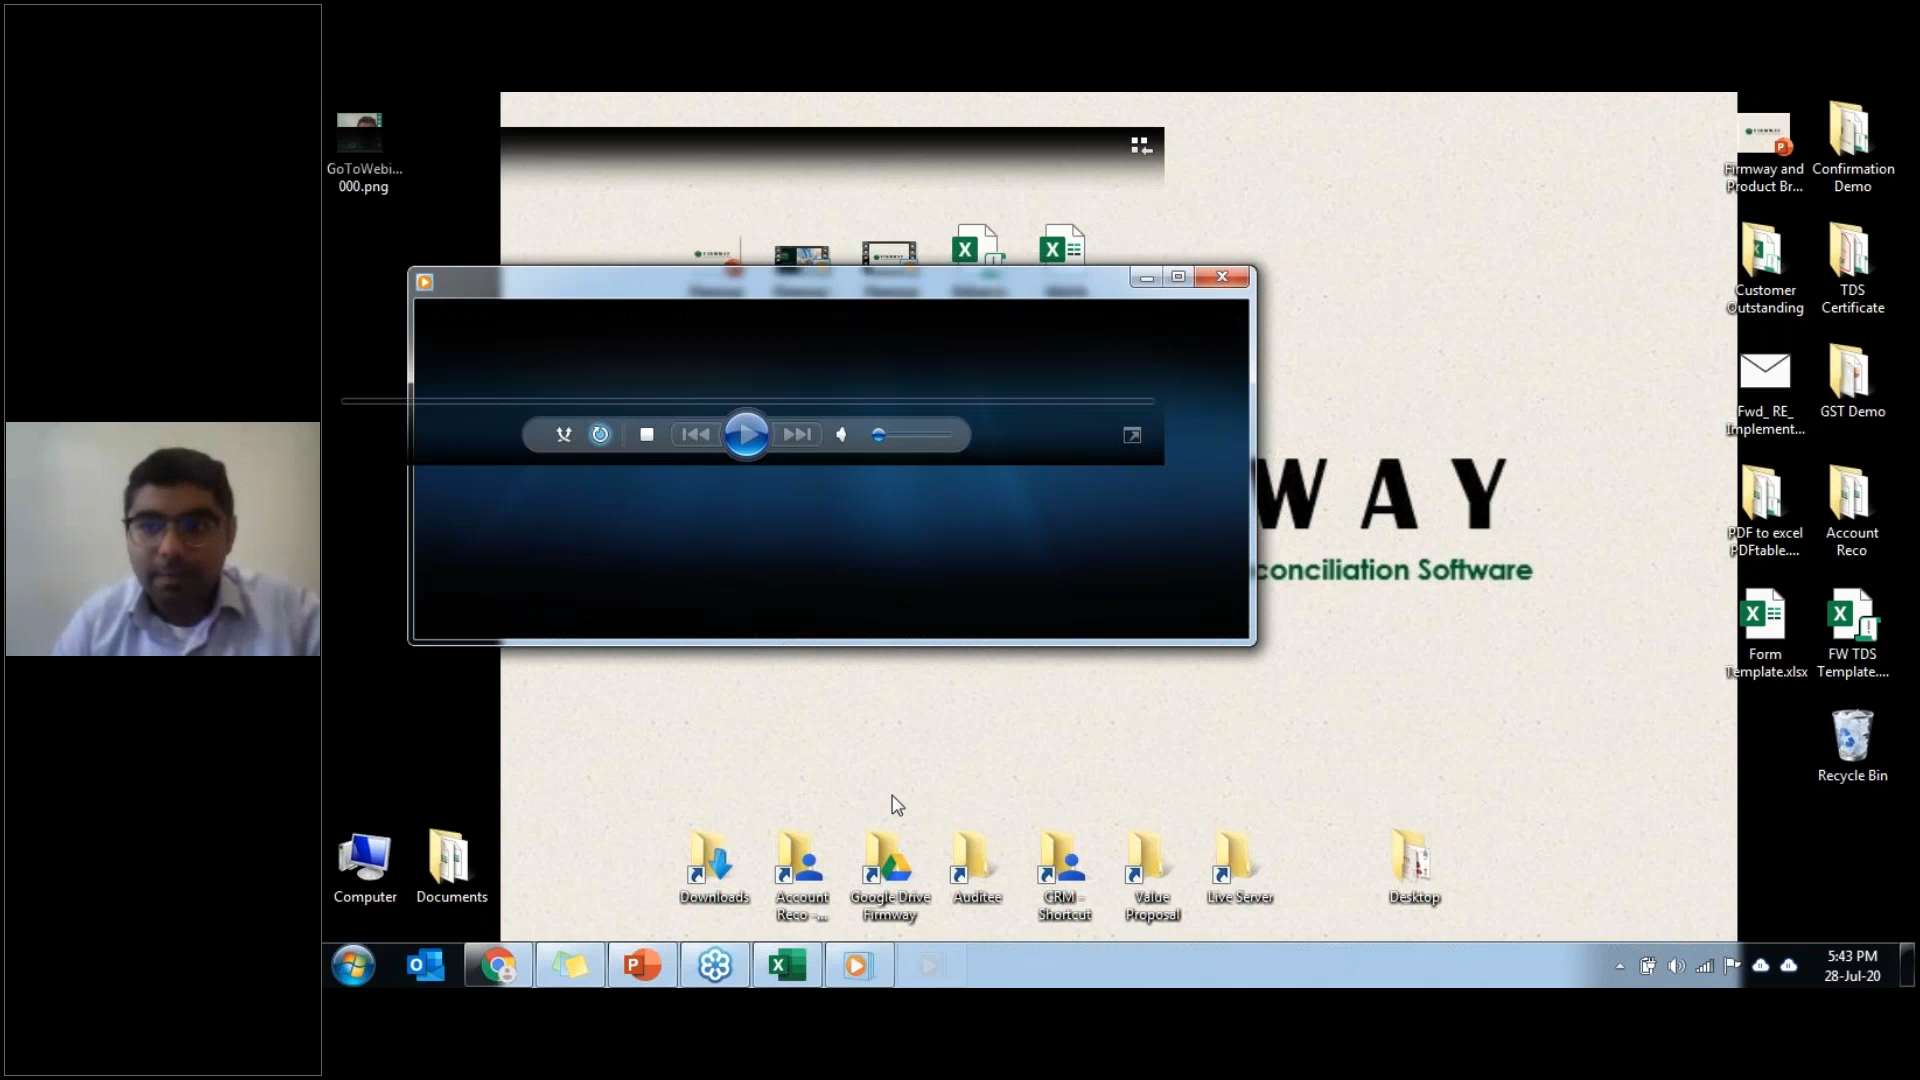 GoToWebi...
000.png
Firmway and
Product Br...
Confirmation
Demo
Customer
Outstanding
TDS
Certificate
Fwd_ RE_
Implement...
GST Demo
WAY
conciliation Software
PDF to excel
PDFtable....
Account
Reco
Form
Template.xlsx
FW TDS
Template....
Recycle Bin
Computer
Documents
Downloads
Account
Reco -...
Google Drive
Firmway
Auditee
CRM -
Shortcut
Value
Proposal
Live Server
Desktop
5:43 PM
28-Jul-20